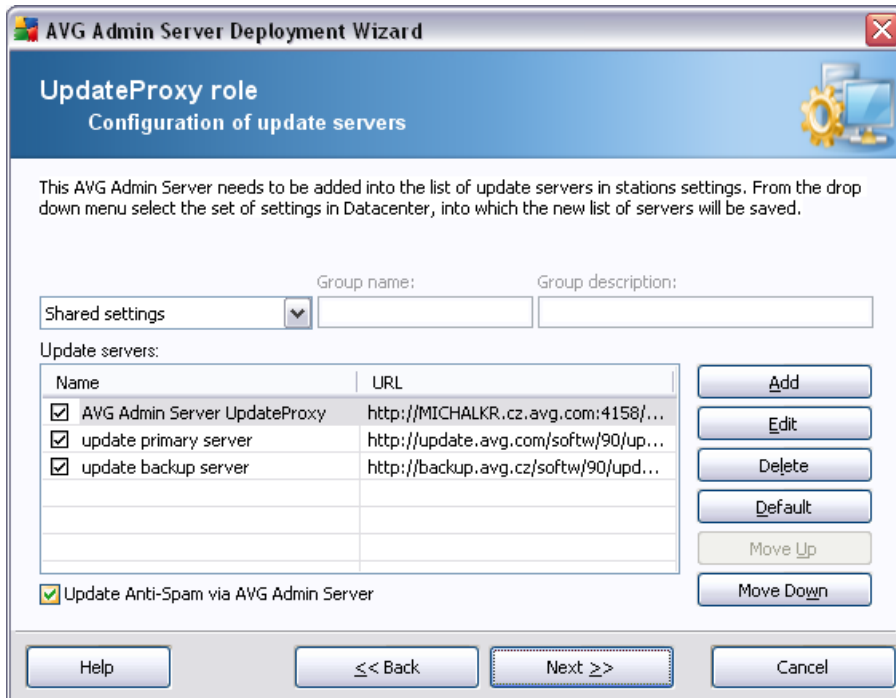 AVG Admin Server Deployment Wizard
UpdateProxy role
Configuration of update servers
This AVG Admin Server needs to be added into the list of update servers in stations settings. From the drop
down menu select the set of settings in Datacenter, into which the new list of servers will be saved.
Group name: Group description:
Shared settings
Update servers:
Name URL
AVG Admin Server UpdateProxy http://MICHALKR.cz.avg.com:4158/...
update primary server http://update.avg.com/softw/90/up...
update backup server http://backup.avg.cz/softw/90/upd...
Add
Edit
Delete
Default
Move Up
Move Down
Update Anti-Spam via AVG Admin Server
Help << Back Next >> Cancel